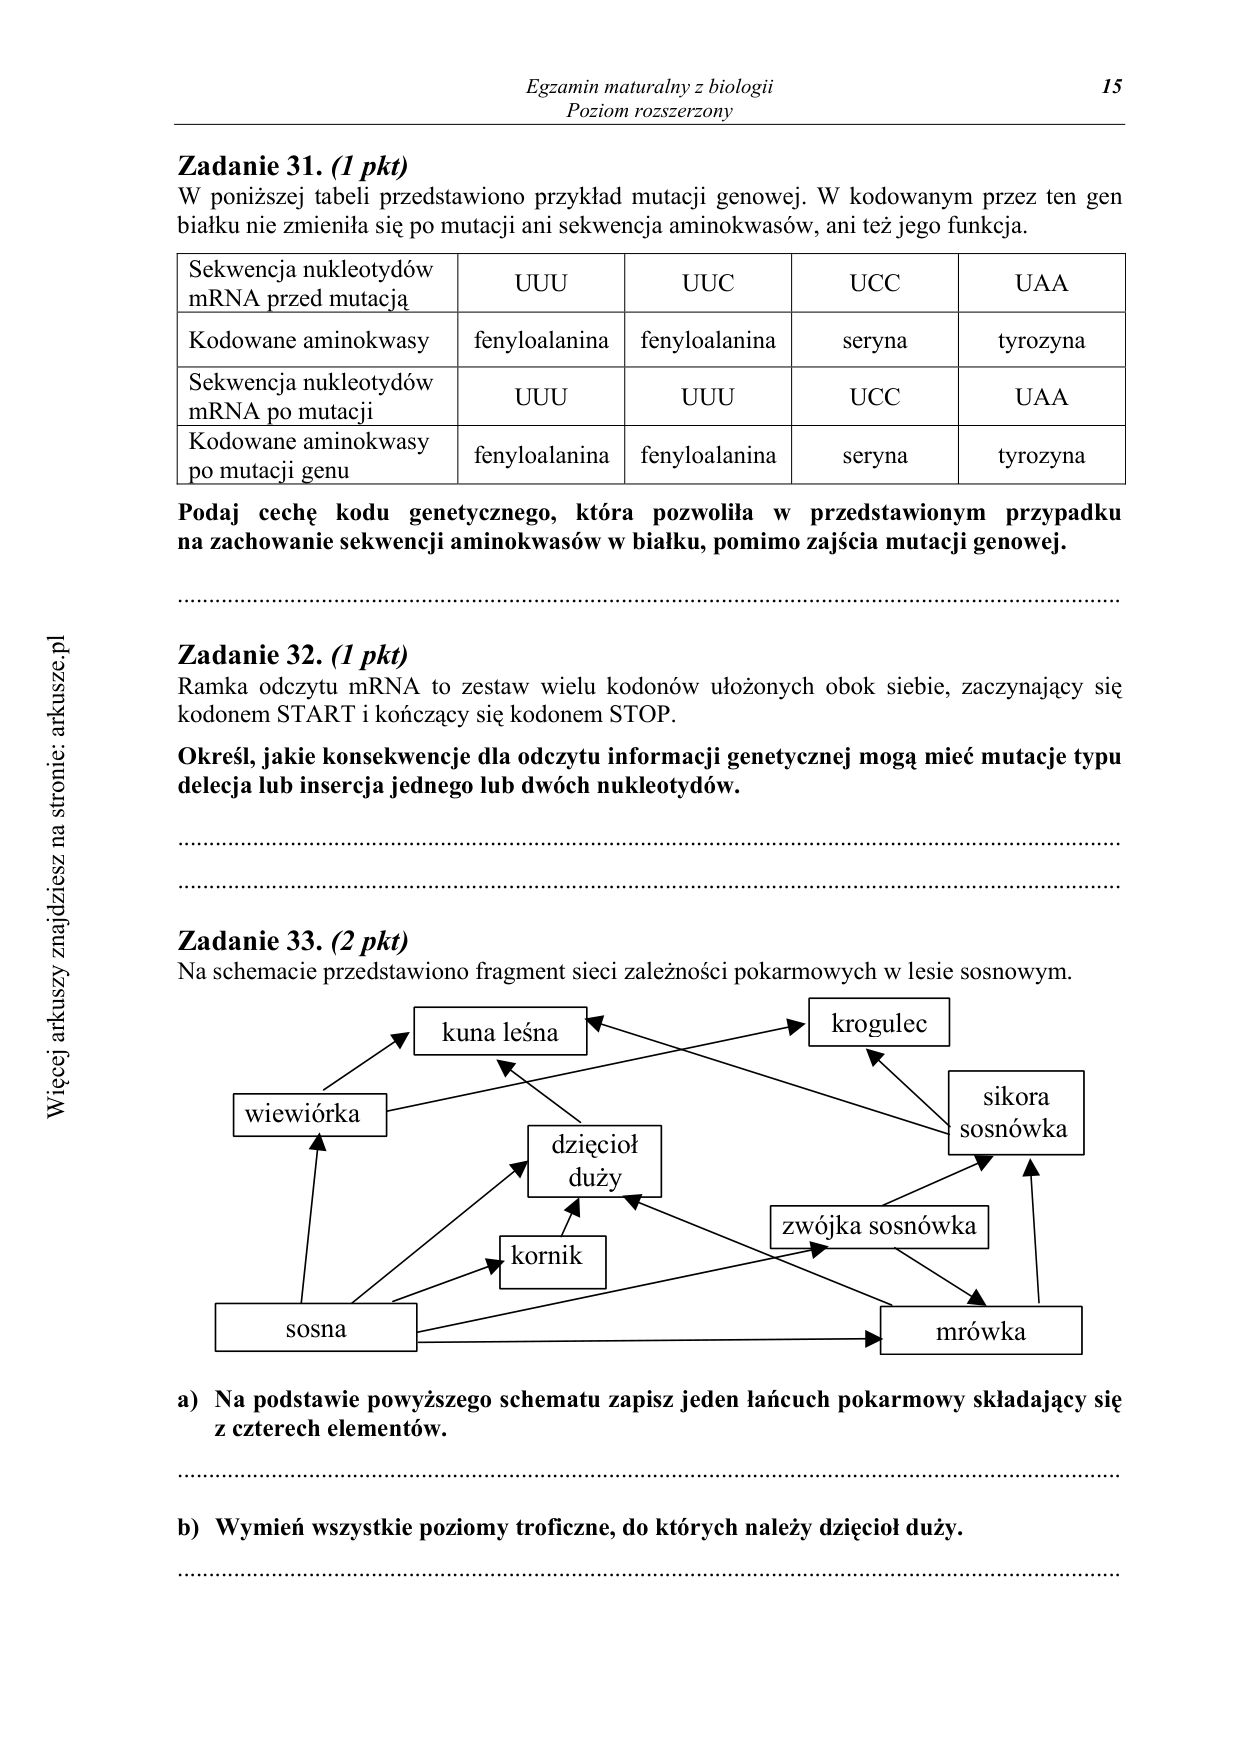 Egzamin maturalny z biologii
Poziom rozszerzony
15
Zadanie 31. (1 pkt)
W poniższej tabeli przedstawiono przykład mutacji genowej. W kodowanym przez ten gen
białku nie zmieniła się po mutacji ani sekwencja aminokwasów, ani też jego funkcja.
Sekwencja nukleotydów
mRNA przed mutacją
UUU
UUC
UCC
UAA
Kodowane aminokwasy
fenyloalanina
fenyloalanina
seryna
tyrozyna
Sekwencja nukleotydów
mRNA po mutacji
UUU
UUU
UCC
UAA
Kodowane aminokwasy
po mutacji genu
fenyloalanina
fenyloalanina
seryna
tyrozyna
Podaj cechę kodu genetycznego, która pozwoliła w przedstawionym przypadku
na zachowanie sekwencji aminokwasów w białku, pomimo zajścia mutacji genowej.
Zadanie 32. (1 pkt)
Ramka odczytu mRNA to zestaw wielu kodonów ułożonych obok siebie, zaczynający się
kodonem START i kończący się kodonem STOP.
Określ, jakie konsekwencje dla odczytu informacji genetycznej mogą mieć mutacje typu
delecja lub insercja jednego lub dwóch nukleotydów.
Zadanie 33. (2 pkt)
Na schemacie przedstawiono fragment sieci zależności pokarmowych w lesie sosnowym.
kuna leśna
krogulec
wiewiórka
sikora
sosnówka
dzięcioł
duży
zwójka sosnówka
kornik
sosna
mrówka
a) Na podstawie powyższego schematu zapisz jeden łańcuch pokarmowy składający się
z czterech elementów.
b) Wymień wszystkie poziomy troficzne, do których należy dzięcioł duży.
Więcej arkuszy znajdziesz na stronie: arkusze.pl